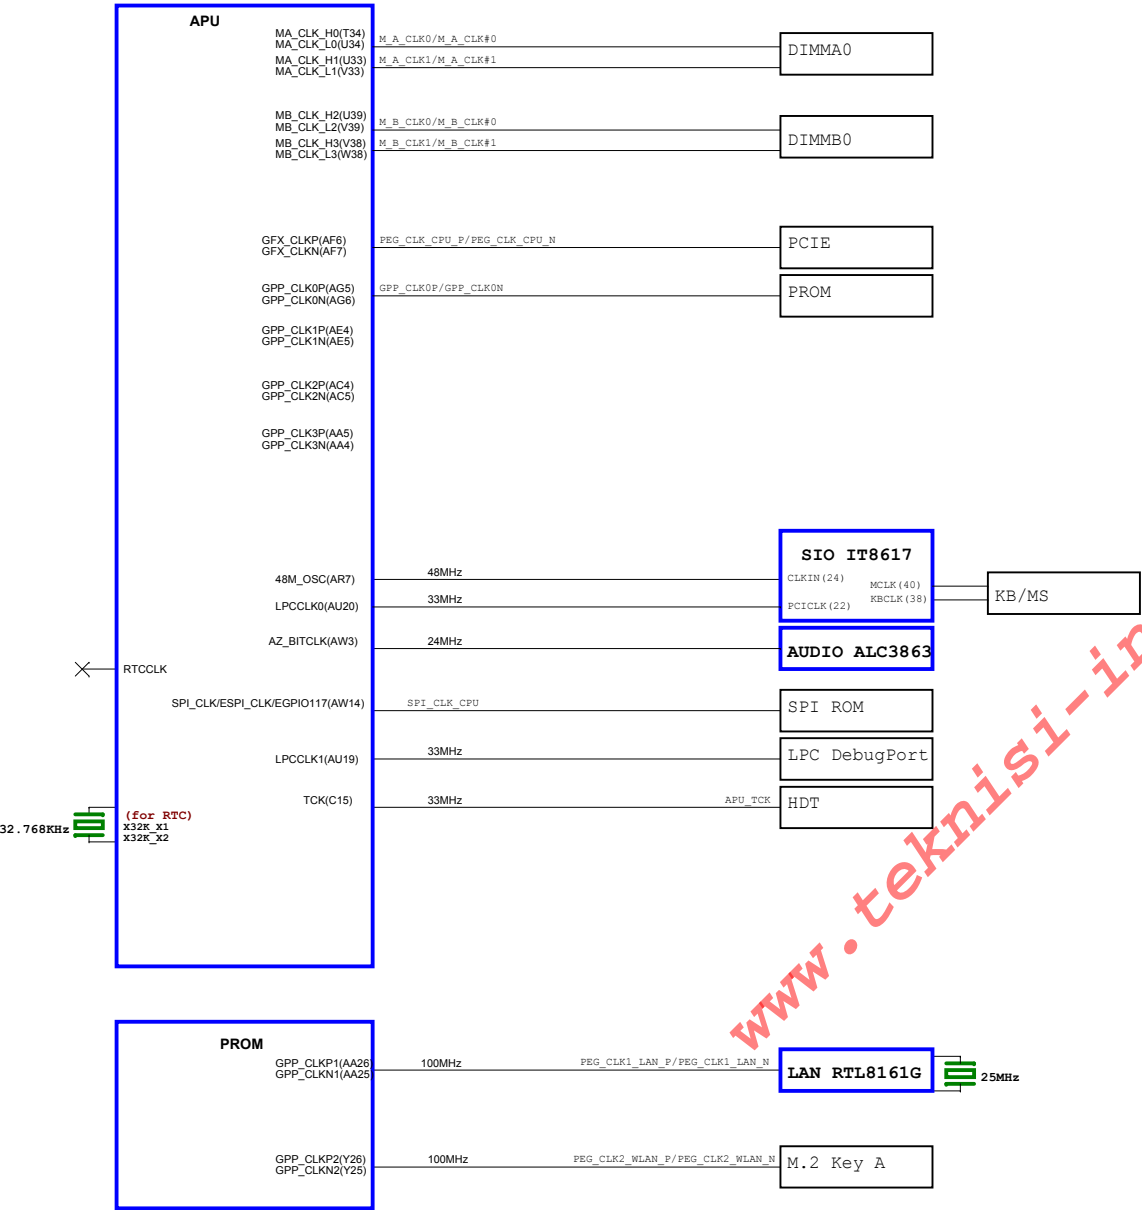 APU
MA_CLK_H0(T34)
MA_CLK_L0(U34)
M_A_CLK0/M_A_CLK#0
MA_CLK_H1(U33)
MA_CLK_L1(V33)
M_A_CLK1/M_A_CLK#1
DIMMA0
MB_CLK_H2(U39)
MB_CLK_L2(V39)
M_B_CLK0/M_B_CLK#0
MB_CLK_H3(V38)
MB_CLK_L3(W38)
M_B_CLK1/M_B_CLK#1
DIMMB0
GFX_CLKP(AF6)
GFX_CLKN(AF7)
PEG_CLK_CPU_P/PEG_CLK_CPU_N
PCIE
GPP_CLK0P(AG5)
GPP_CLK0N(AG6)
GPP_CLK0P/GPP_CLK0N
PROM
GPP_CLK1P(AE4)
GPP_CLK1N(AE5)
GPP_CLK2P(AC4)
GPP_CLK2N(AC5)
GPP_CLK3P(AA5)
GPP_CLK3N(AA4)
48M_OSC(AR7)
48MHz
LPCCLK0(AU20)
33MHz
SIO IT8617
CLKIN(24)
MCLK(40)
KBCLK(38)
PCICLK(22)
KB/MS
AZ_BITCLK(AW3)
24MHz
AUDIO ALC3863
RTCCLK
SPI_CLK/ESPI_CLK/EGPIO117(AW14)
SPI_CLK_CPU
SPI ROM
LPCCLK1(AU19)
33MHz
LPC DebugPort
TCK(C15)
33MHz
APU_TCK
HDT
32.768KHz
(for RTC)
X32K_X1
X32K_X2
PROM
GPP_CLKP1(AA26)
GPP_CLKN1(AA25)
100MHz
PEG_CLK1_LAN_P/PEG_CLK1_LAN_N
LAN RTL8161G
25MHz
GPP_CLKP2(Y26)
GPP_CLKN2(Y25)
100MHz
PEG_CLK2_WLAN_P/PEG_CLK2_WLAN_N
M.2 Key A
www.teknisi-in